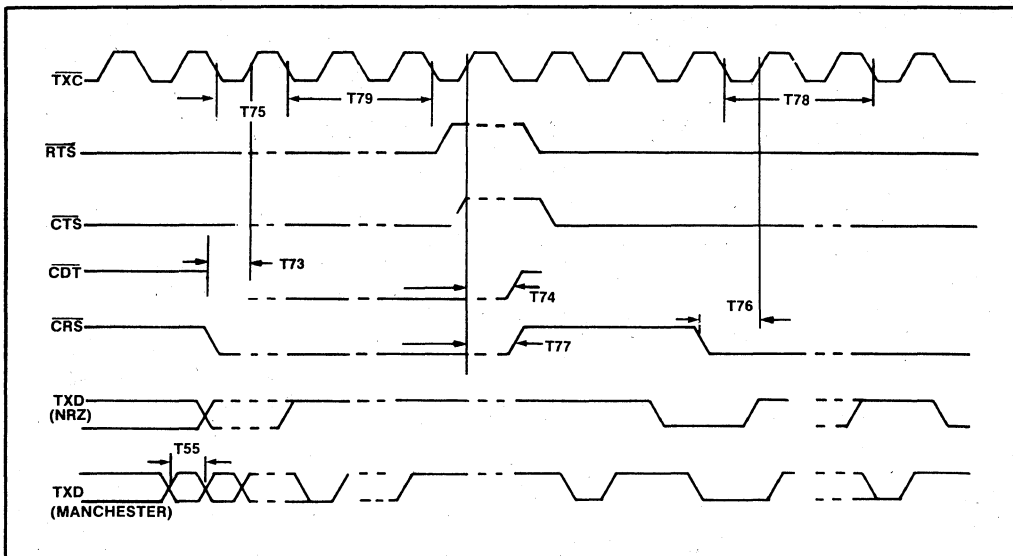 TXC
T75
T79
T78
RTS
CTS
CDT
T73
T74
CRS
T76
T77
TXD
(NRZ)
T55
TXD
(MANCHESTER)